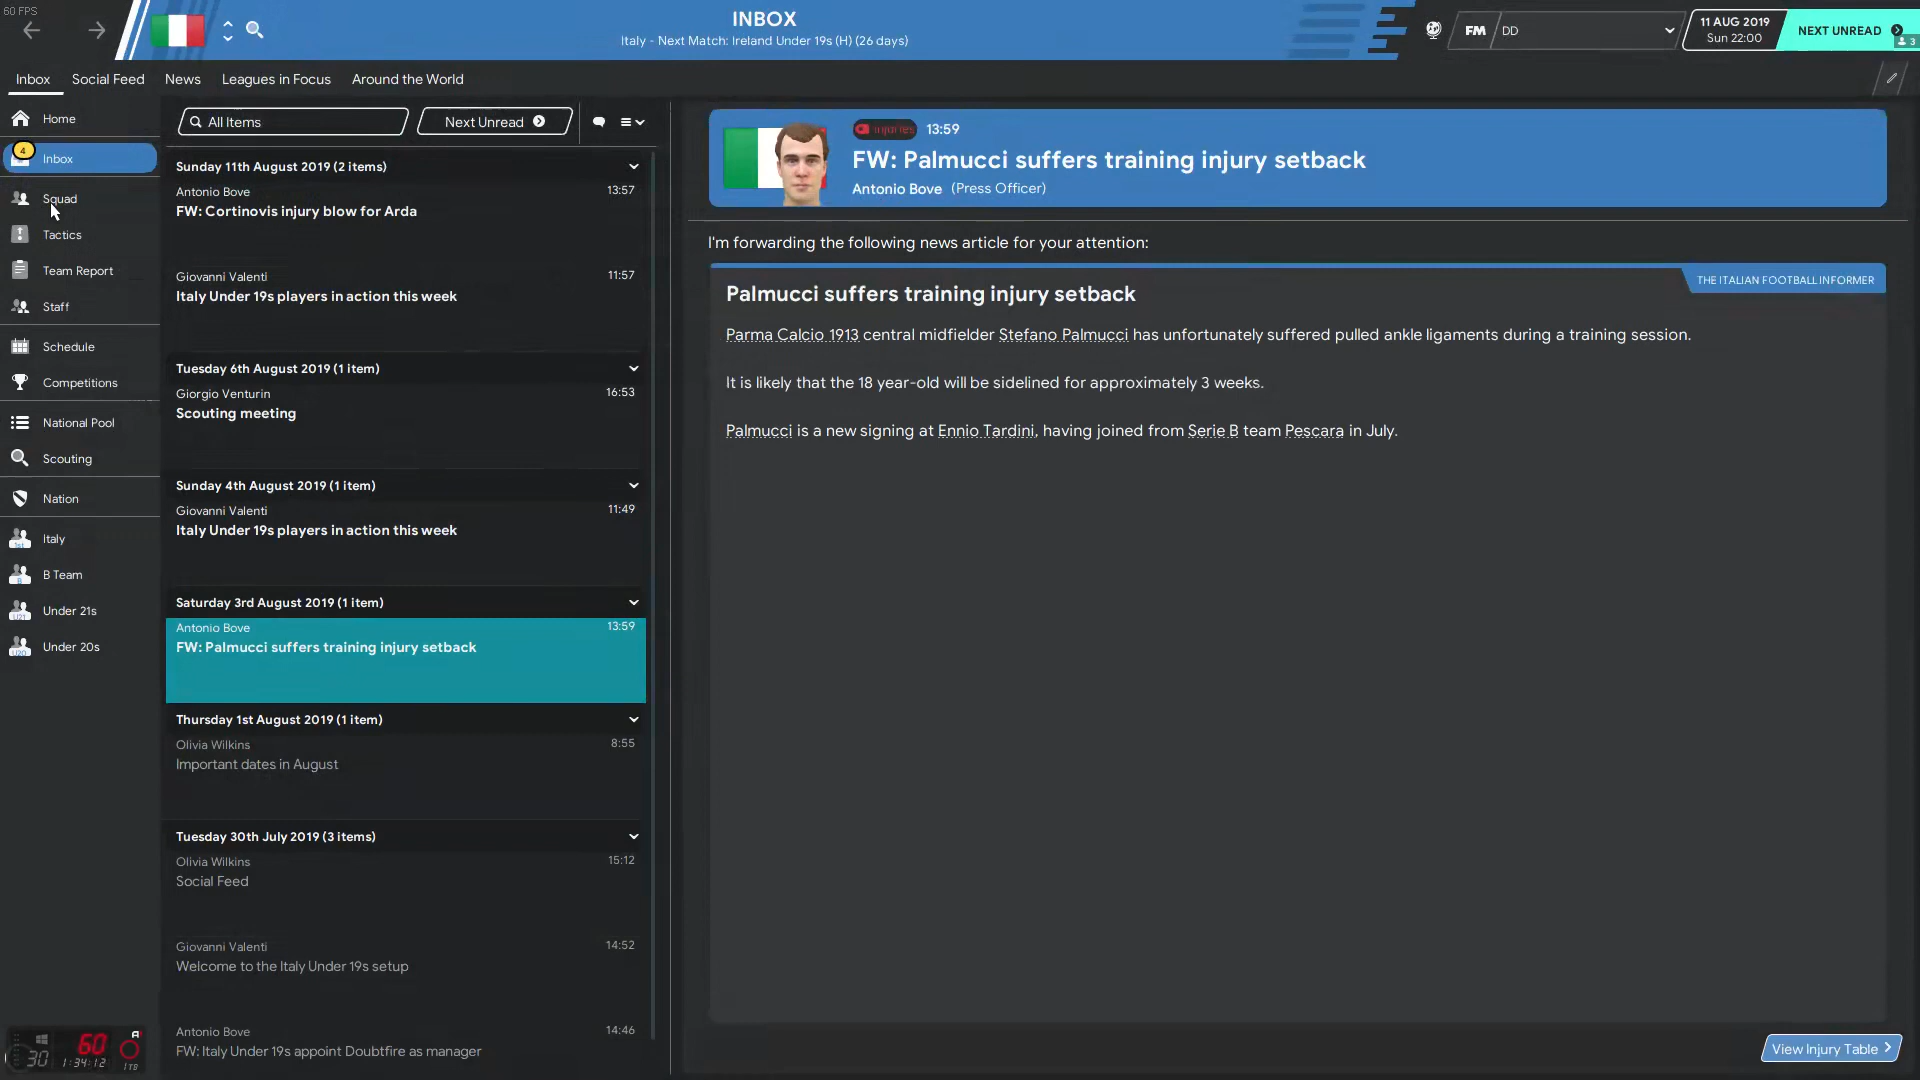 60 FPS
INBOX
Italy - Next Match: Ireland Under 19s (H) (26 days)
FM DD
11 AUG 2019
Sun 22:00
NEXT UNREAD
3
Inbox Social Feed News Leagues in Focus Around the World
Home
4
Inbox
Squad
Tactics
Team Report
Staff
Schedule
Competitions
National Pool
Scouting
Nation
1st
Italy
B
B Team
U21
Under 21s
U20
Under 20s
All Items
Next Unread
Sunday 11th August 2019 (2 items)
Antonio Bove 13:57
FW: Cortinovis injury blow for Arda
Giovanni Valenti 11:57
Italy Under 19s players in action this week
Tuesday 6th August 2019 (1 item)
Giorgio Venturin 16:53
Scouting meeting
Sunday 4th August 2019 (1 item)
Giovanni Valenti 11:49
Italy Under 19s players in action this week
Saturday 3rd August 2019 (1 item)
Antonio Bove 13:59
FW: Palmucci suffers training injury setback
Thursday 1st August 2019 (1 item)
Olivia Wilkins 8:55
Important dates in August
Tuesday 30th July 2019 (3 items)
Olivia Wilkins 15:12
Social Feed
Giovanni Valenti 14:52
Welcome to the Italy Under 19s setup
Antonio Bove 14:46
FW: Italy Under 19s appoint Doubtfire as manager
Injuries 13:59
FW: Palmucci suffers training injury setback
Antonio Bove (Press Officer)
I'm forwarding the following news article for your attention:
THE ITALIAN FOOTBALL INFORMER
Palmucci suffers training injury setback
Parma Calcio 1913 central midfielder Stefano Palmucci has unfortunately suffered pulled ankle ligaments during a training session.
It is likely that the 18 year-old will be sidelined for approximately 3 weeks.
Palmucci is a new signing at Ennio Tardini, having joined from Serie B team Pescara in July.
View Injury Table
60
30
1:34:12
A
1TB